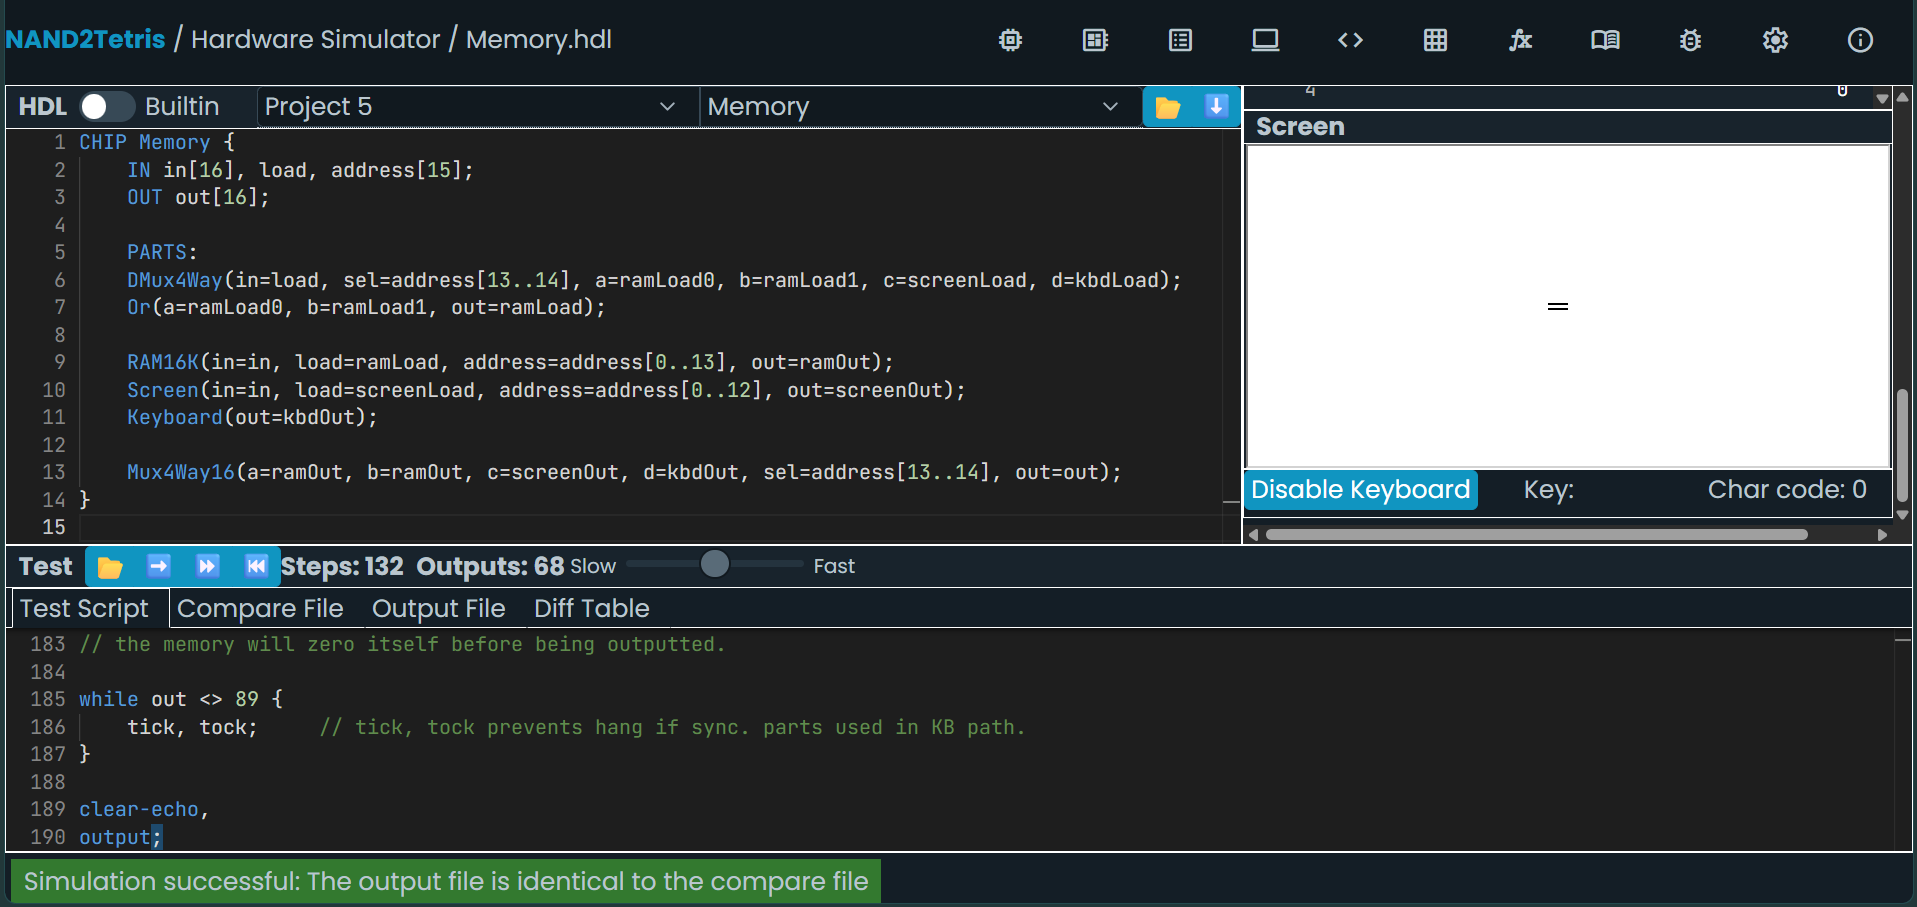 NAND2Tetris / Hardware Simulator / Memory.hdl
HDL Builtin Project 5 Memory
1 CHIP Memory {
2 IN in[16], load, address[15];
3 OUT out[16];
4
5 PARTS:
6 DMux4Way(in=load, sel=address[13..14], a=ramLoad0, b=ramLoad1, c=screenLoad, d=kbdLoad);
7 Or(a=ramLoad0, b=ramLoad1, out=ramLoad);
8
9 RAM16K(in=in, load=ramLoad, address=address[0..13], out=ramOut);
10 Screen(in=in, load=screenLoad, address=address[0..12], out=screenOut);
11 Keyboard(out=kbdOut);
12
13 Mux4Way16(a=ramOut, b=ramOut, c=screenOut, d=kbdOut, sel=address[13..14], out=out);
14 }
15
4 0
Screen
Disable Keyboard Key: Char code: 0
Test Steps: 132 Outputs: 68 Slow Fast
Test Script Compare File Output File Diff Table
183 // the memory will zero itself before being outputted.
184
185 while out <> 89 {
186 tick, tock; // tick, tock prevents hang if sync. parts used in KB path.
187 }
188
189 clear-echo,
190 output;
Simulation successful: The output file is identical to the compare file